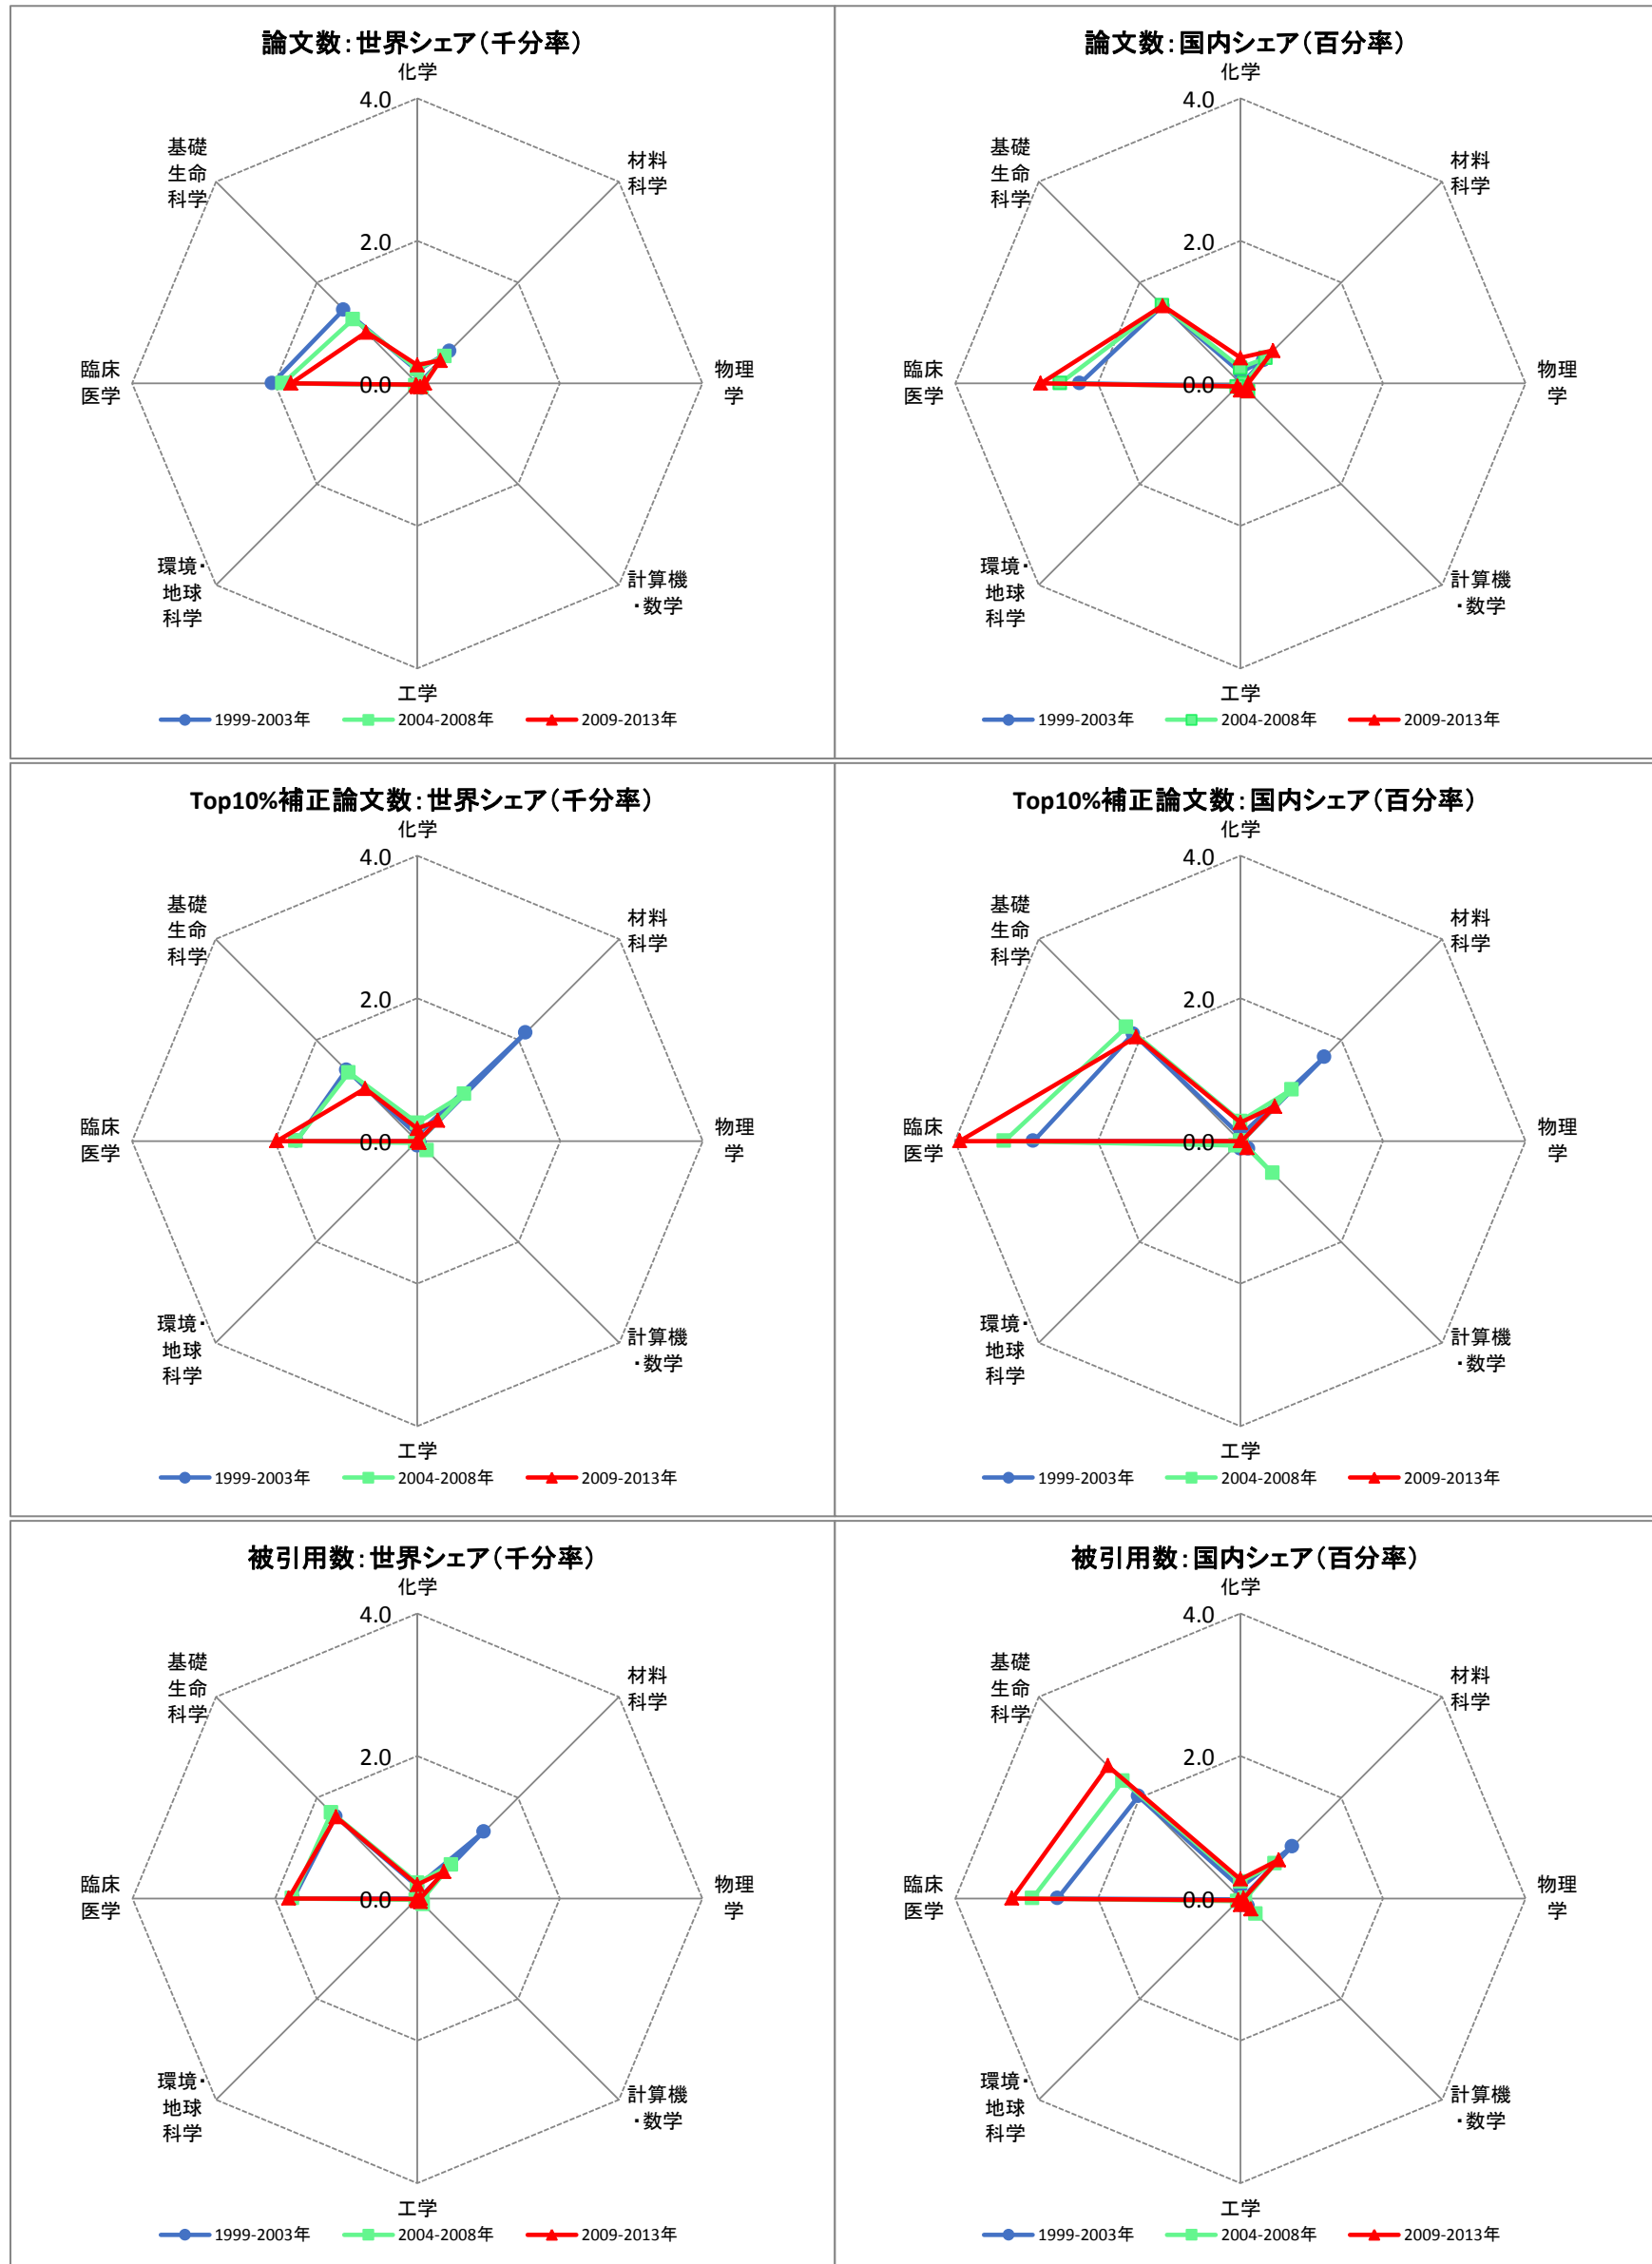 論文数：世界シェア（千分率）
化学
4.0
基礎
生命
科学
材料
科学
2.0
臨床
医学
0.0
物理
学
環境・
地球
科学
計算機
・数学
工学
1999-2003年 2004-2008年 2009-2013年
論文数：国内シェア（百分率）
化学
4.0
基礎
生命
科学
材料
科学
2.0
臨床
医学
0.0
物理
学
環境・
地球
科学
計算機
・数学
工学
1999-2003年 2004-2008年 2009-2013年
Top10%補正論文数：世界シェア（千分率）
化学
4.0
基礎
生命
科学
材料
科学
2.0
臨床
医学
0.0
物理
学
環境・
地球
科学
計算機
・数学
工学
1999-2003年 2004-2008年 2009-2013年
Top10%補正論文数：国内シェア（百分率）
化学
4.0
基礎
生命
科学
材料
科学
2.0
臨床
医学
0.0
物理
学
環境・
地球
科学
計算機
・数学
工学
1999-2003年 2004-2008年 2009-2013年
被引用数：世界シェア（千分率）
化学
4.0
基礎
生命
科学
材料
科学
2.0
臨床
医学
0.0
物理
学
環境・
地球
科学
計算機
・数学
工学
1999-2003年 2004-2008年 2009-2013年
被引用数：国内シェア（百分率）
化学
4.0
基礎
生命
科学
材料
科学
2.0
臨床
医学
0.0
物理
学
環境・
地球
科学
計算機
・数学
工学
1999-2003年 2004-2008年 2009-2013年